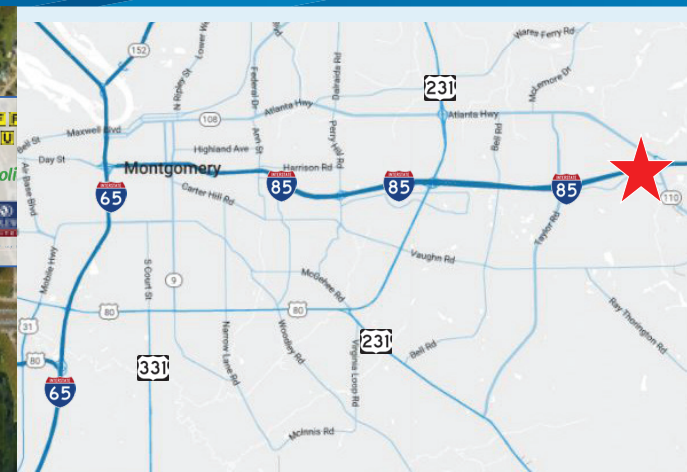 Wares Ferry Rd
152
Lower W
N Ripley St
Federal Dr
Dalraida Rd
231
McLemore Dr
Atlanta Hwy
Atlanta Hwy
108
Maxwell Blvd
Bell St
Ann St
Perry Hill Rd
Bell Rd
Highland Ave
Day St
Montgomery
Harrison Rd
Air Base Blvd
65
85
85
85
110
Carter Hill Rd
Taylor Rd
Vaughn Rd
Mobile Hwy
S Court St
9
McGehee Rd
80
80
Ray Thorington Rd
31
Narrow Lane Rd
Woodley Rd
231
Virginia Loop Rd
Bell Rd
80
331
65
McInnis Rd